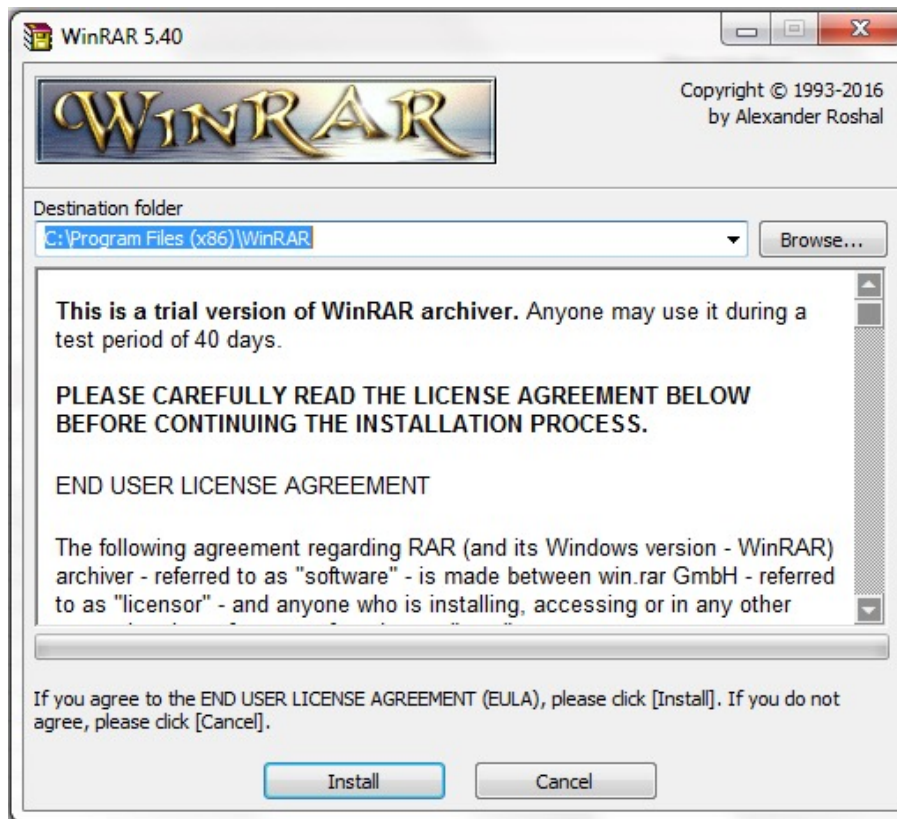 WinRAR 5.40
WINRAR
Copyright © 1993-2016
by Alexander Roshal
Destination folder
C:\Program Files (x86)\WinRAR
Browse...
This is a trial version of WinRAR archiver. Anyone may use it during a
test period of 40 days.
PLEASE CAREFULLY READ THE LICENSE AGREEMENT BELOW
BEFORE CONTINUING THE INSTALLATION PROCESS.
END USER LICENSE AGREEMENT
The following agreement regarding RAR (and its Windows version - WinRAR)
archiver - referred to as "software" - is made between win.rar GmbH - referred
to as "licensor" - and anyone who is installing, accessing or in any other
If you agree to the END USER LICENSE AGREEMENT (EULA), please click [Install]. If you do not
agree, please click [Cancel].
Install
Cancel